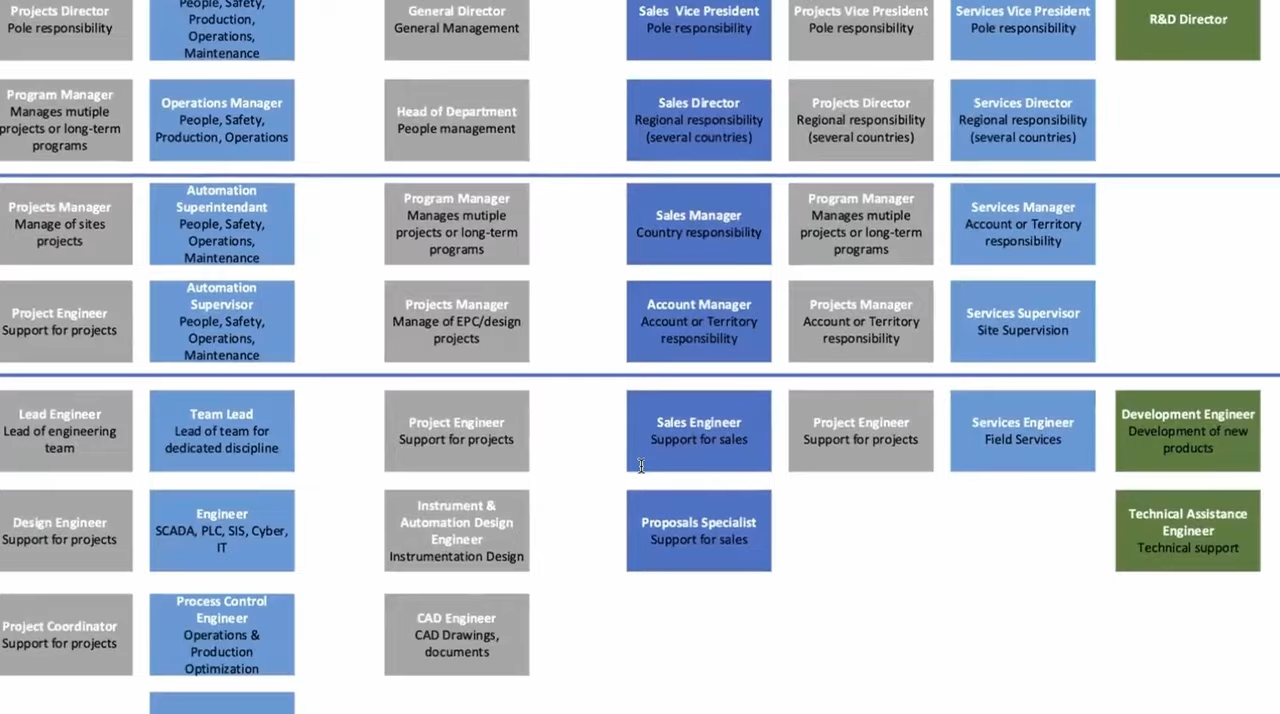 Projects Director
Pole responsibility
People, Safety,
Production,
Operations,
Maintenance
General Director
General Management
Sales Vice President
Pole responsibility
Projects Vice President
Pole responsibility
Services Vice President
Pole responsibility
R&D Director
Program Manager
Manages mutiple
projects or long-term
programs
Operations Manager
People, Safety,
Production, Operations
Head of Department
People management
Sales Director
Regional responsibility
(several countries)
Projects Director
Regional responsibility
(several countries)
Services Director
Regional responsibility
(several countries)
Projects Manager
Manage of sites
projects
Automation
Superintendant
People, Safety,
Operations,
Maintenance
Program Manager
Manages mutiple
projects or long-term
programs
Sales Manager
Country responsibility
Program Manager
Manages mutiple
projects or long-term
programs
Services Manager
Account or Territory
responsibility
Project Engineer
Support for projects
Automation
Supervisor
People, Safety,
Operations,
Maintenance
Projects Manager
Manage of EPC/design
projects
Account Manager
Account or Territory
responsibility
Projects Manager
Account or Territory
responsibility
Services Supervisor
Site Supervision
Lead Engineer
Lead of engineering
team
Team Lead
Lead of team for
dedicated discipline
Project Engineer
Support for projects
Sales Engineer
Support for sales
Project Engineer
Support for projects
Services Engineer
Field Services
Development Engineer
Development of new
products
Design Engineer
Support for projects
Engineer
SCADA, PLC, SIS, Cyber,
IT
Instrument &
Automation Design
Engineer
Instrumentation Design
Proposals Specialist
Support for sales
Technical Assistance
Engineer
Technical support
Project Coordinator
Support for projects
Process Control
Engineer
Operations &
Production
Optimization
CAD Engineer
CAD Drawings,
documents